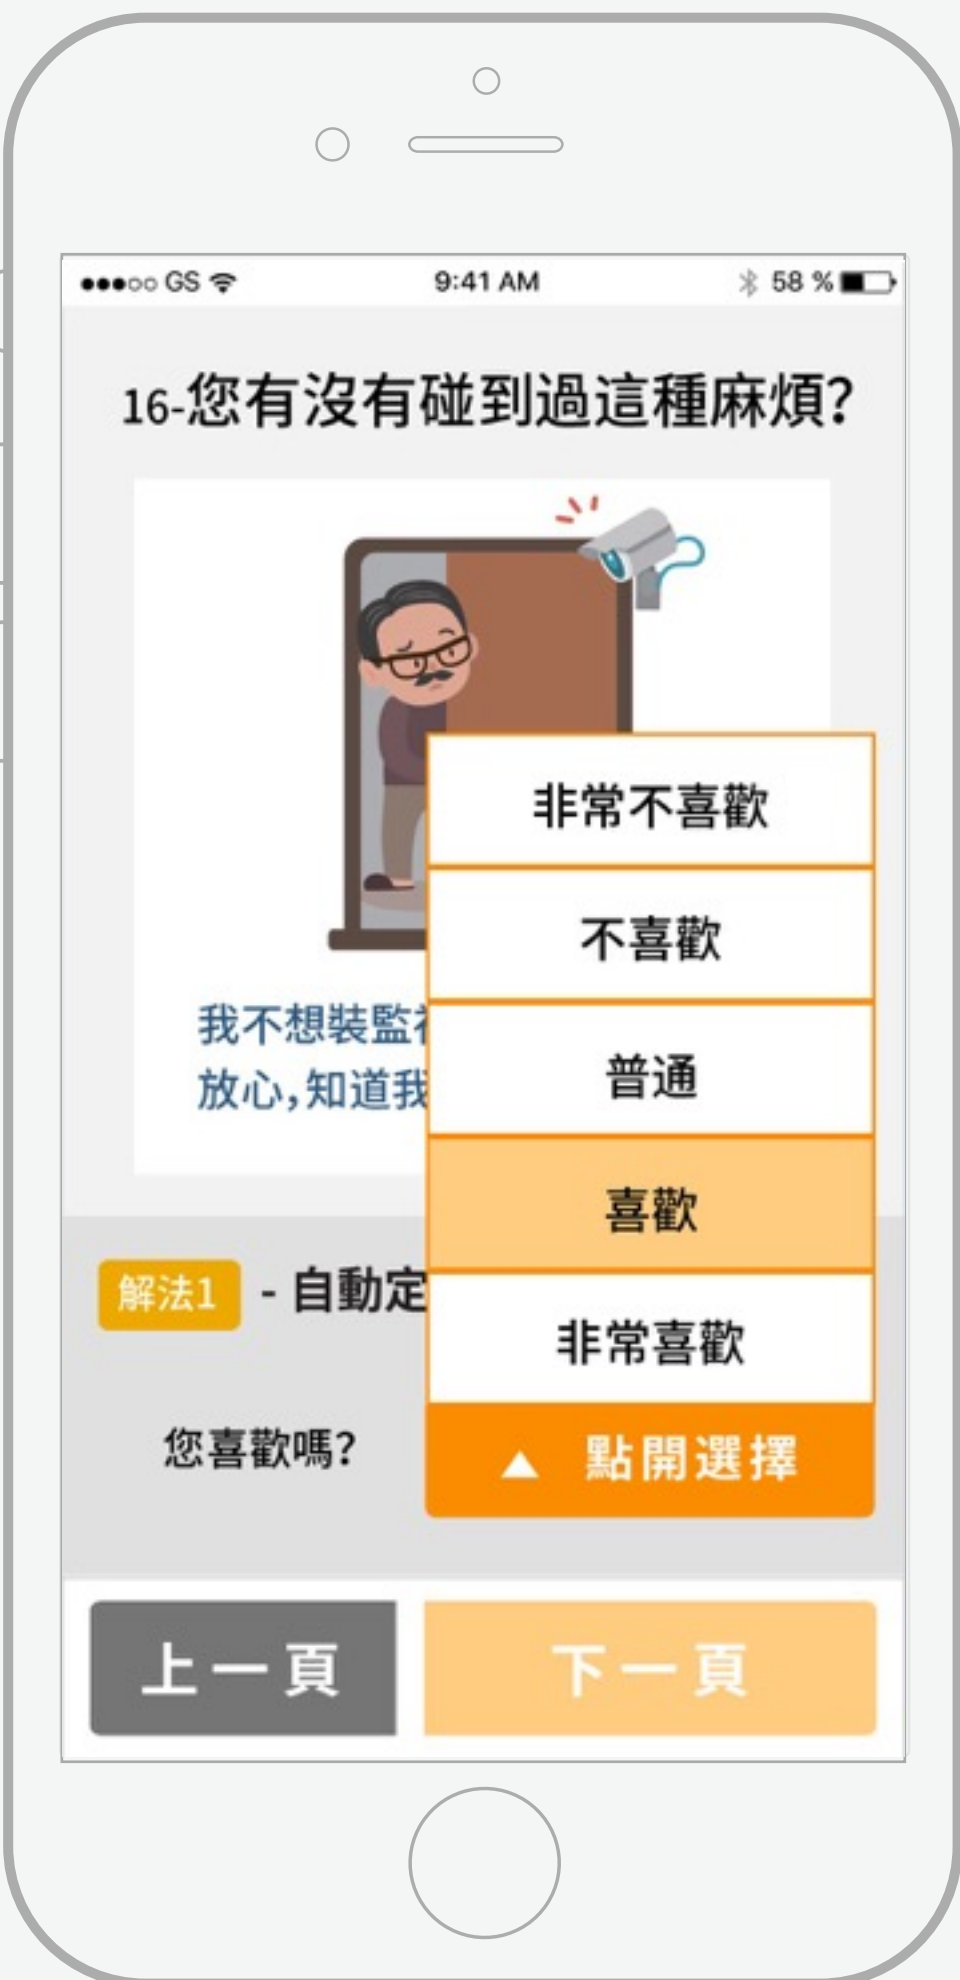 GS 9:41 AM 58 %
16-您有沒有碰到過這種麻煩?
我不想裝監
放心,知道我
非常不喜歡
不喜歡
普通
喜歡
非常喜歡
解法1 - 自動定
您喜歡嗎?
點開選擇
上一頁 下一頁